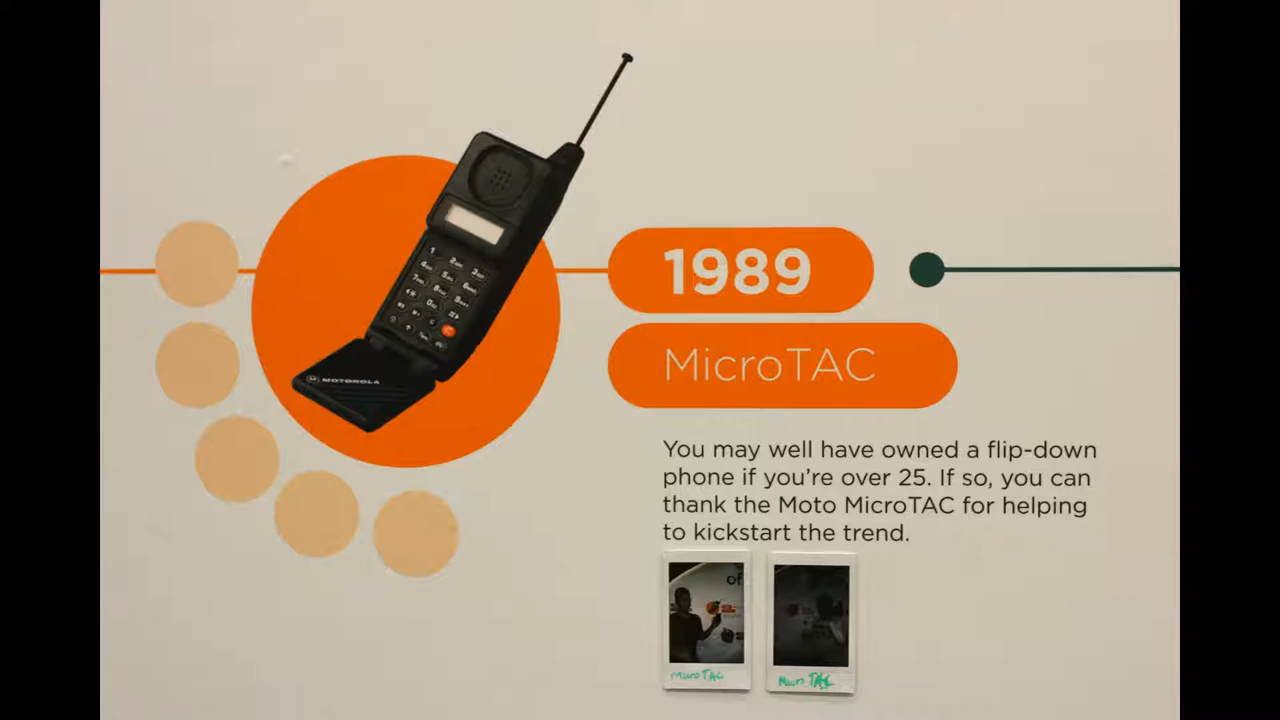 1989
MicroTAC
MOTOROLA
You may well have owned a flip-down
phone if you're over 25. If so, you can
thank the Moto MicroTAC for helping
to kickstart the trend.
of
MicroTAC
MicroTAC